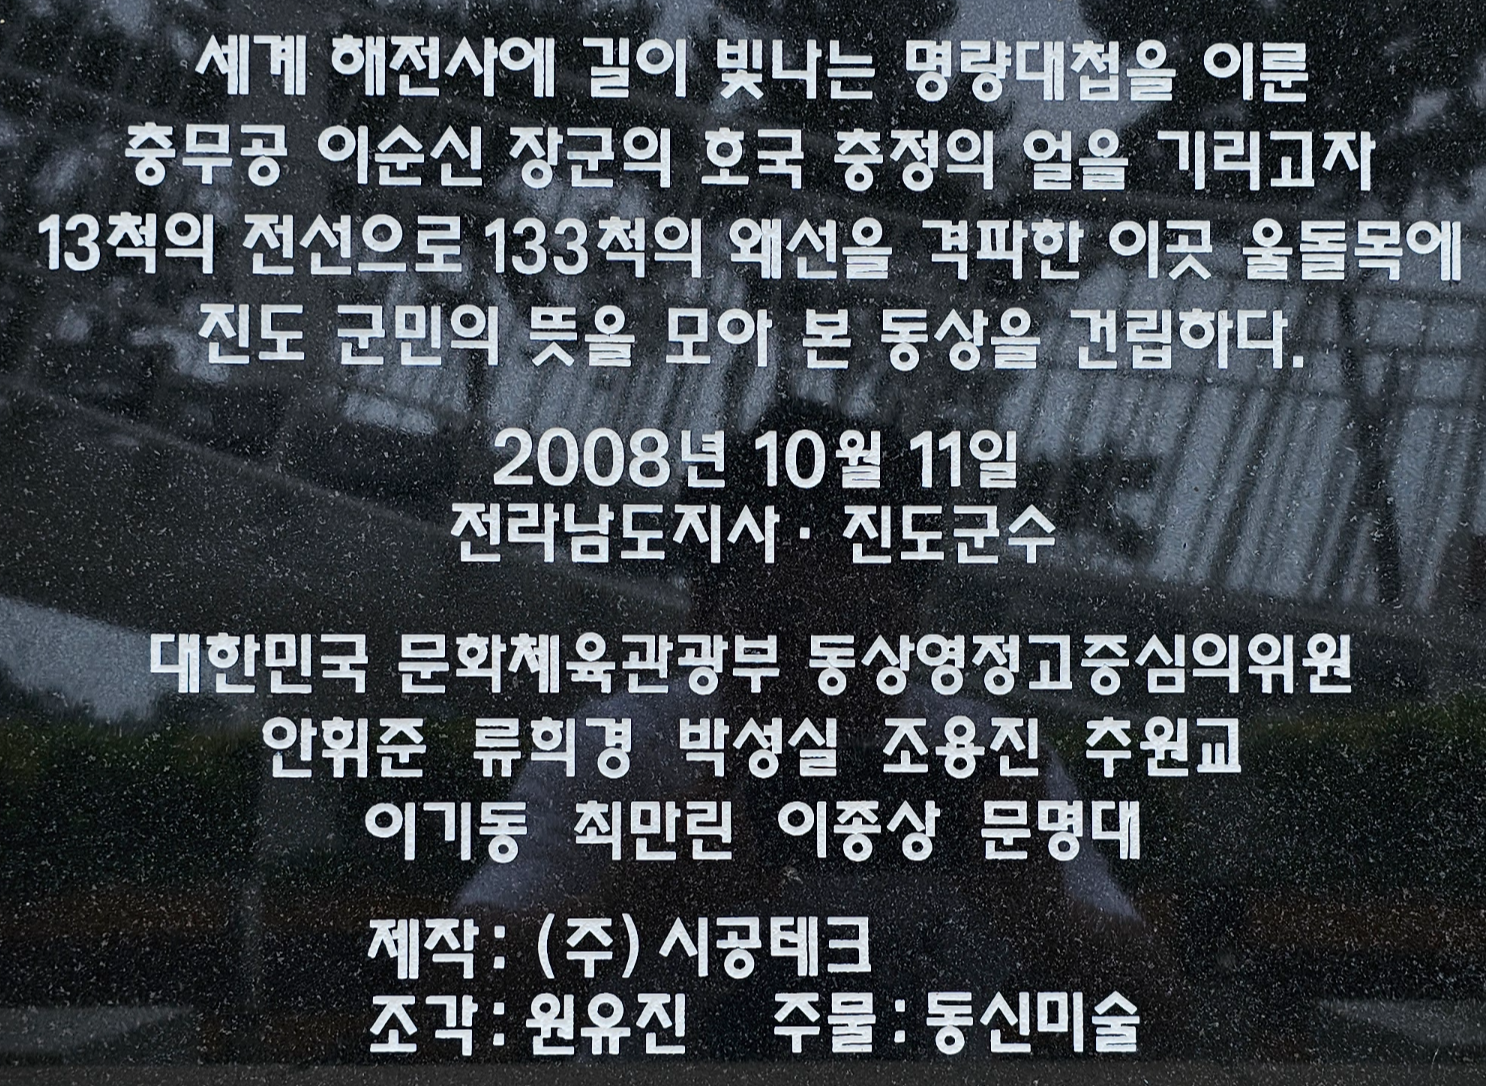 세계 해전사에 길이 빛나는 명량대첩을 이룬
충무공 이순신 장군의 호국 충정의 얼을 기리고자
13척의 전선으로 133척의 왜선을 격파한 이곳 울돌목에
진도 군민의 뜻을 모아 본 동상을 건립하다.
2008년 10월 11일
전라남도지사 · 진도군수
대한민국 문화체육관광부 동상영정고증심의위원
안휘준 류희경 박성실 조용진 추원교
이기동 최만린 이종상 문명대
제작 : (주) 시공테크
조각 : 원유진 주물 : 동신미술